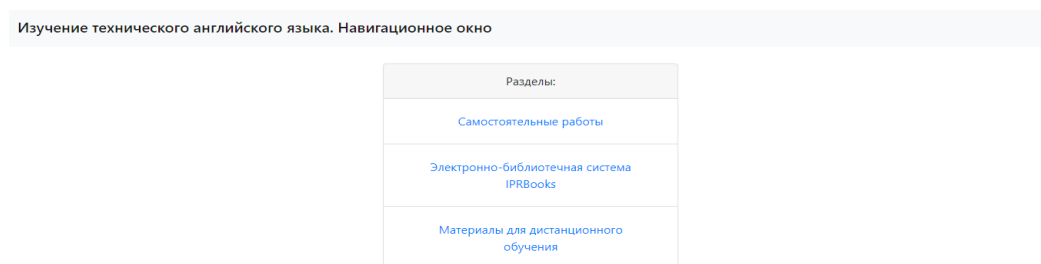 Изучение технического английского языка. Навигационное окно
Разделы:
Самостоятельные работы
Электронно-библиотечная система
IPRBooks
Материалы для дистанционного
обучения